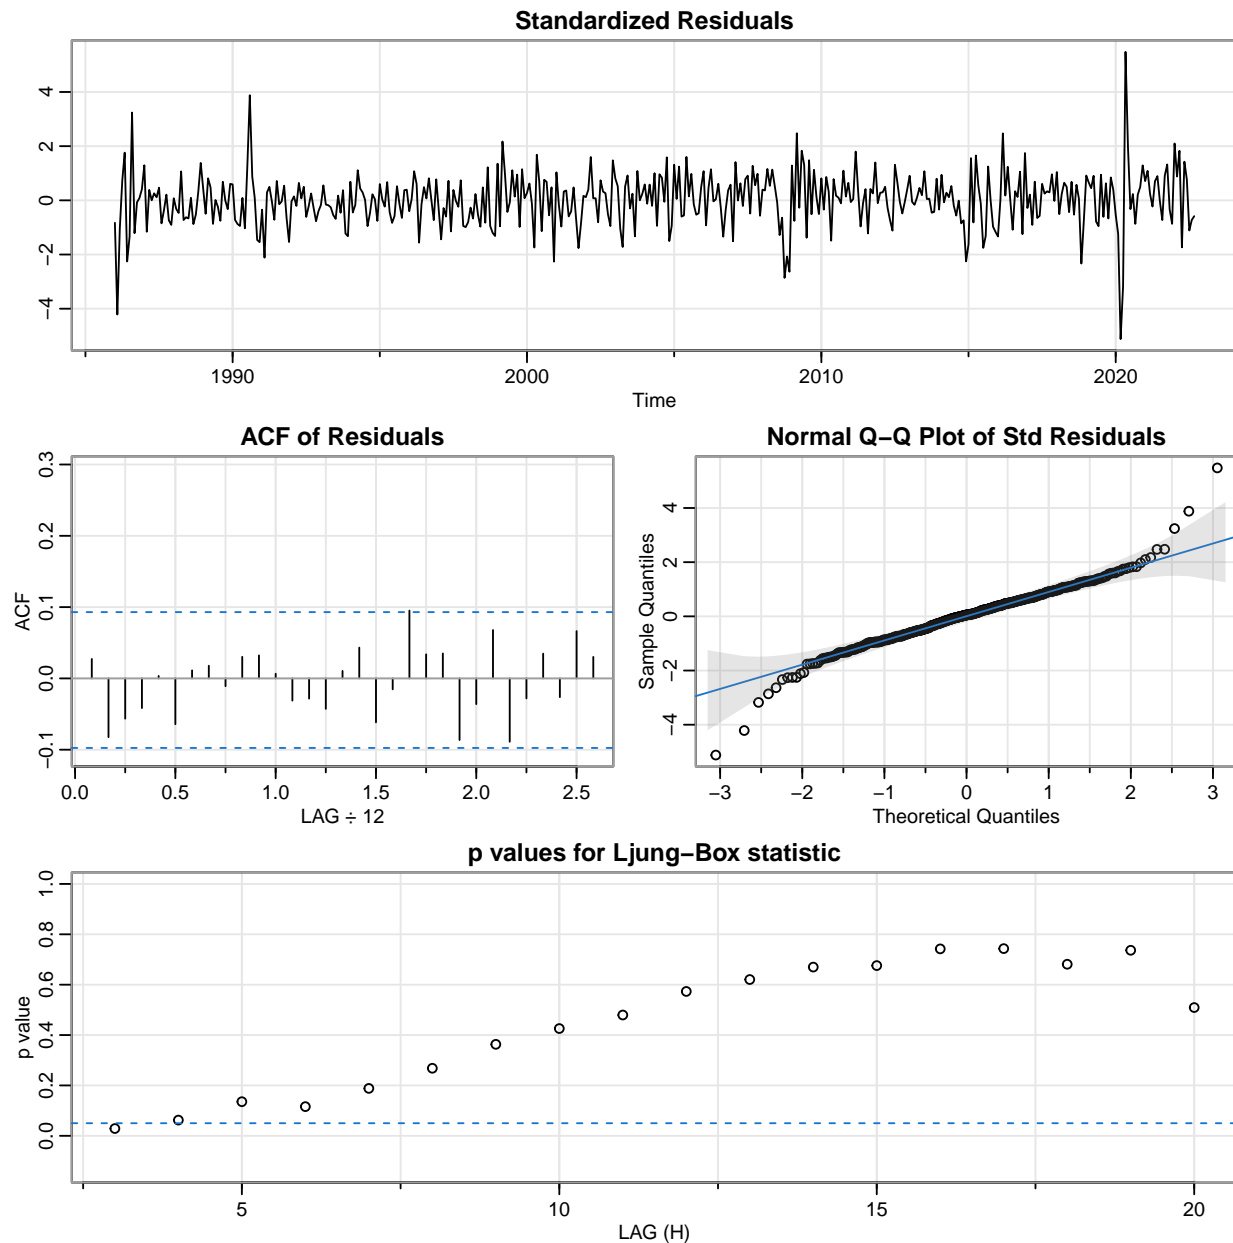 Standardized Residuals
4
2
0
−2
−4
1990 2000 2010 2020
Time
ACF of Residuals
0.3
0.2
0.1
0.0
−0.1
ACF
0.0 0.5 1.0 1.5 2.0 2.5
LAG ÷ 12
Normal Q−Q Plot of Std Residuals
4
2
0
−2
−4
Sample Quantiles
−3 −2 −1 0 1 2 3
Theoretical Quantiles
p values for Ljung−Box statistic
1.0
0.8
0.6
0.4
0.2
0.0
p value
5 10 15 20
LAG (H)